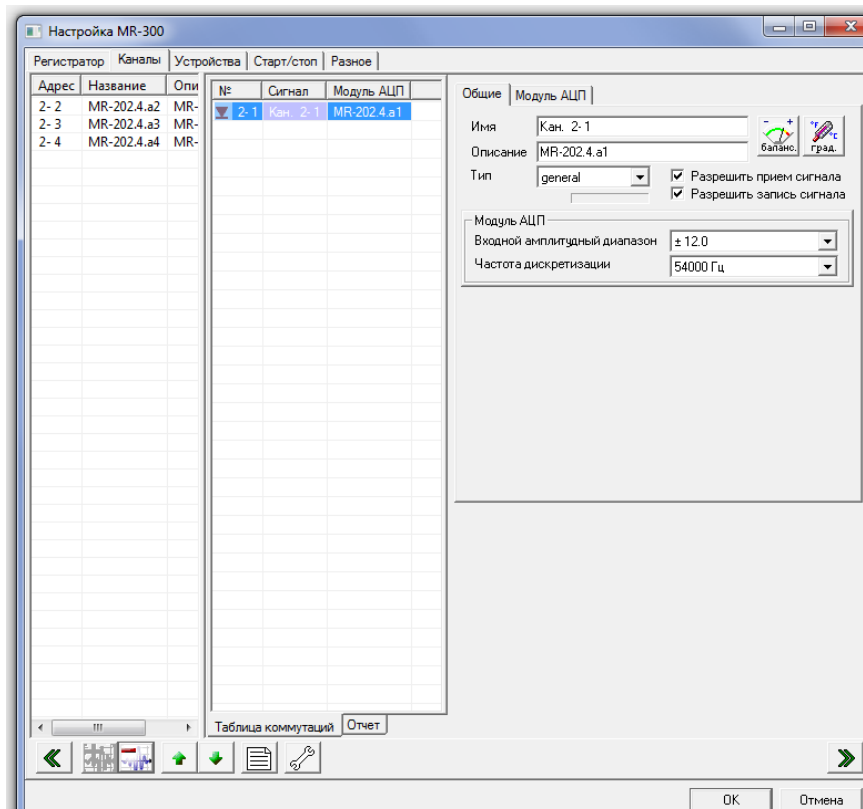 Настройка MR-300
Регистратор Каналы Устройства Старт/стоп Разное
Адрес Название Опи
2- 2 MR-202.4.a2 MR-
2- 3 MR-202.4.a3 MR-
2- 4 MR-202.4.a4 MR-
№ Сигнал Модуль АЦП
2- 1 Кан. 2- 1 MR-202.4.a1
Таблица коммутаций Отчет
Общие Модуль АЦП
Имя Кан. 2- 1
Описание MR-202.4.a1
Тип general
- +
баланс.
°F °C
град.
Разрешить прием сигнала
Разрешить запись сигнала
Модуль АЦП
Входной амплитудный диапазон ± 12.0
Частота дискретизации 54000 Гц
OK Отмена